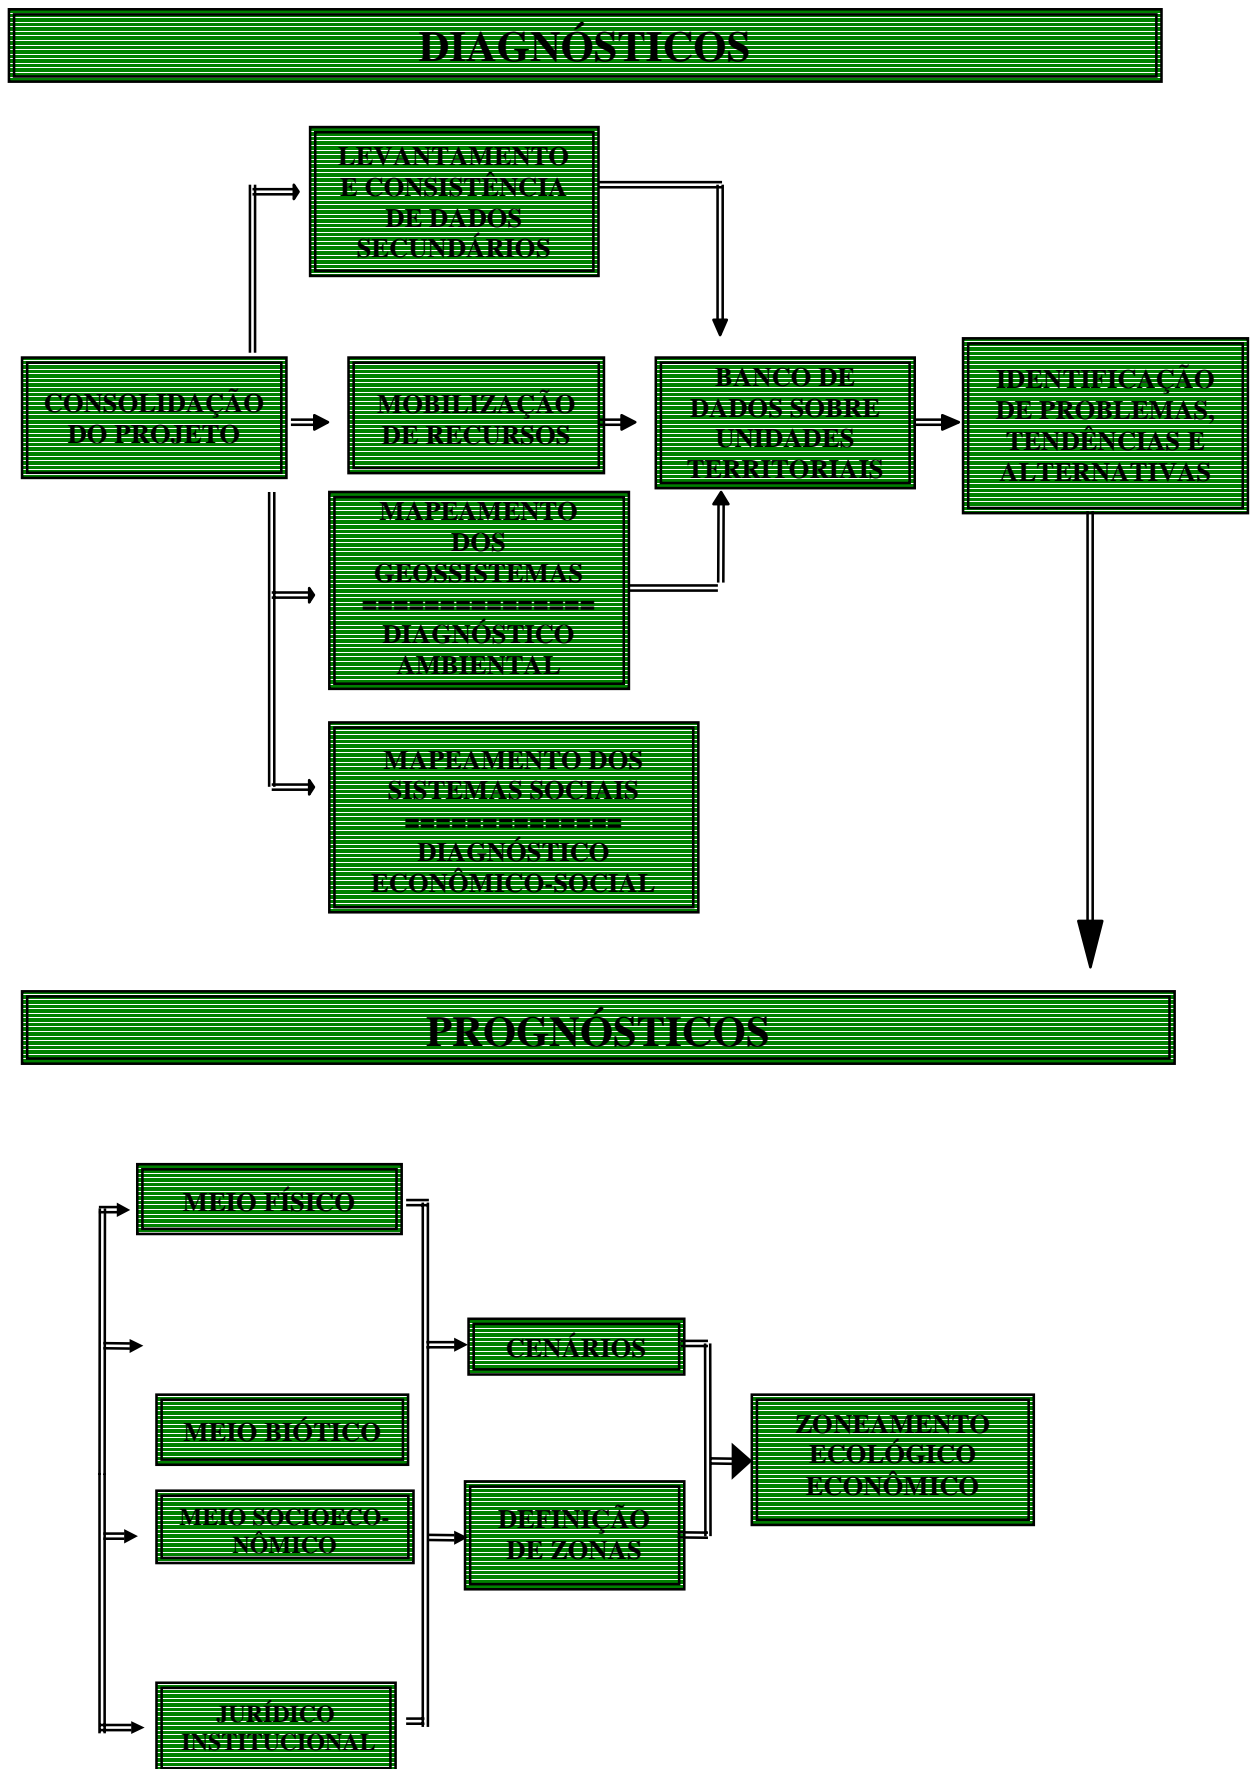 DIAGNÓSTICOS
LEVANTAMENTO
E CONSISTÊNCIA
DE DADOS
SECUNDÁRIOS
CONSOLIDAÇÃO
DO PROJETO
MOBILIZAÇÃO
DE RECURSOS
BANCO DE
DADOS SOBRE
UNIDADES
TERRITORIAIS
IDENTIFICAÇÃO
DE PROBLEMAS,
TENDÊNCIAS E
ALTERNATIVAS
MAPEAMENTO
DOS
GEOSSISTEMAS
===============
DIAGNÓSTICO
AMBIENTAL
MAPEAMENTO DOS
SISTEMAS SOCIAIS
==============
DIAGNÓSTICO
ECONÔMICO-SOCIAL
PROGNÓSTICOS
MEIO FÍSICO
CENÁRIOS
MEIO BIÓTICO
ZONEAMENTO
ECOLÓGICO
ECONÔMICO
MEIO SOCIOECO-
NÔMICO
DEFINIÇÃO
DE ZONAS
JURÍDICO
INSTITUCIONAL